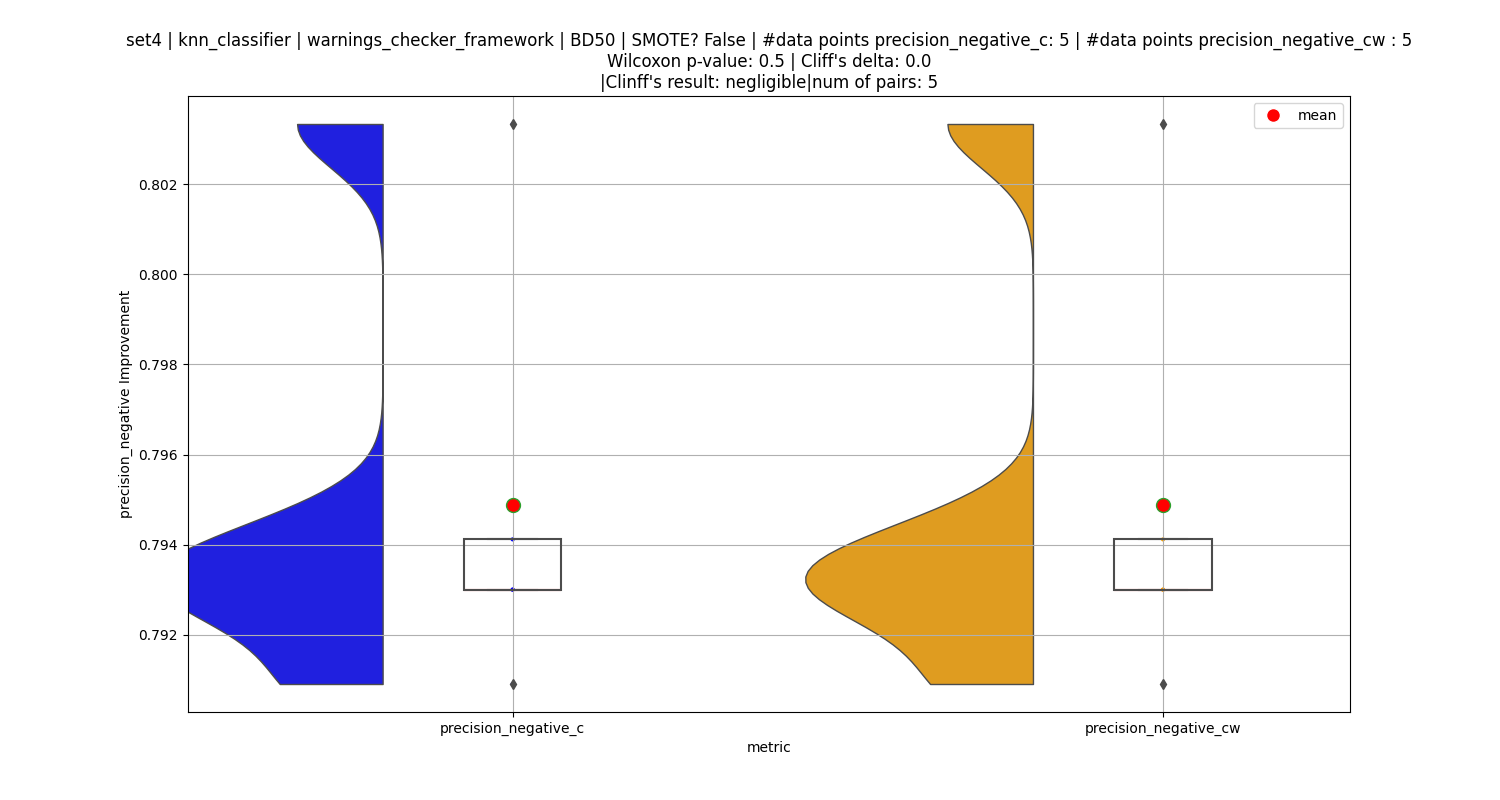 set4 | knn_classifier | warnings_checker_framework | BD50 | SMOTE? False | #data points precision_negative_c: 5 | #data points precision_negative_cw : 5
Wilcoxon p-value: 0.5 | Cliff's delta: 0.0
|Clinff's result: negligible|num of pairs: 5
mean
0.802
0.800
0.798
0.796
0.794
0.792
precision_negative Improvement
precision_negative_c
precision_negative_cw
metric